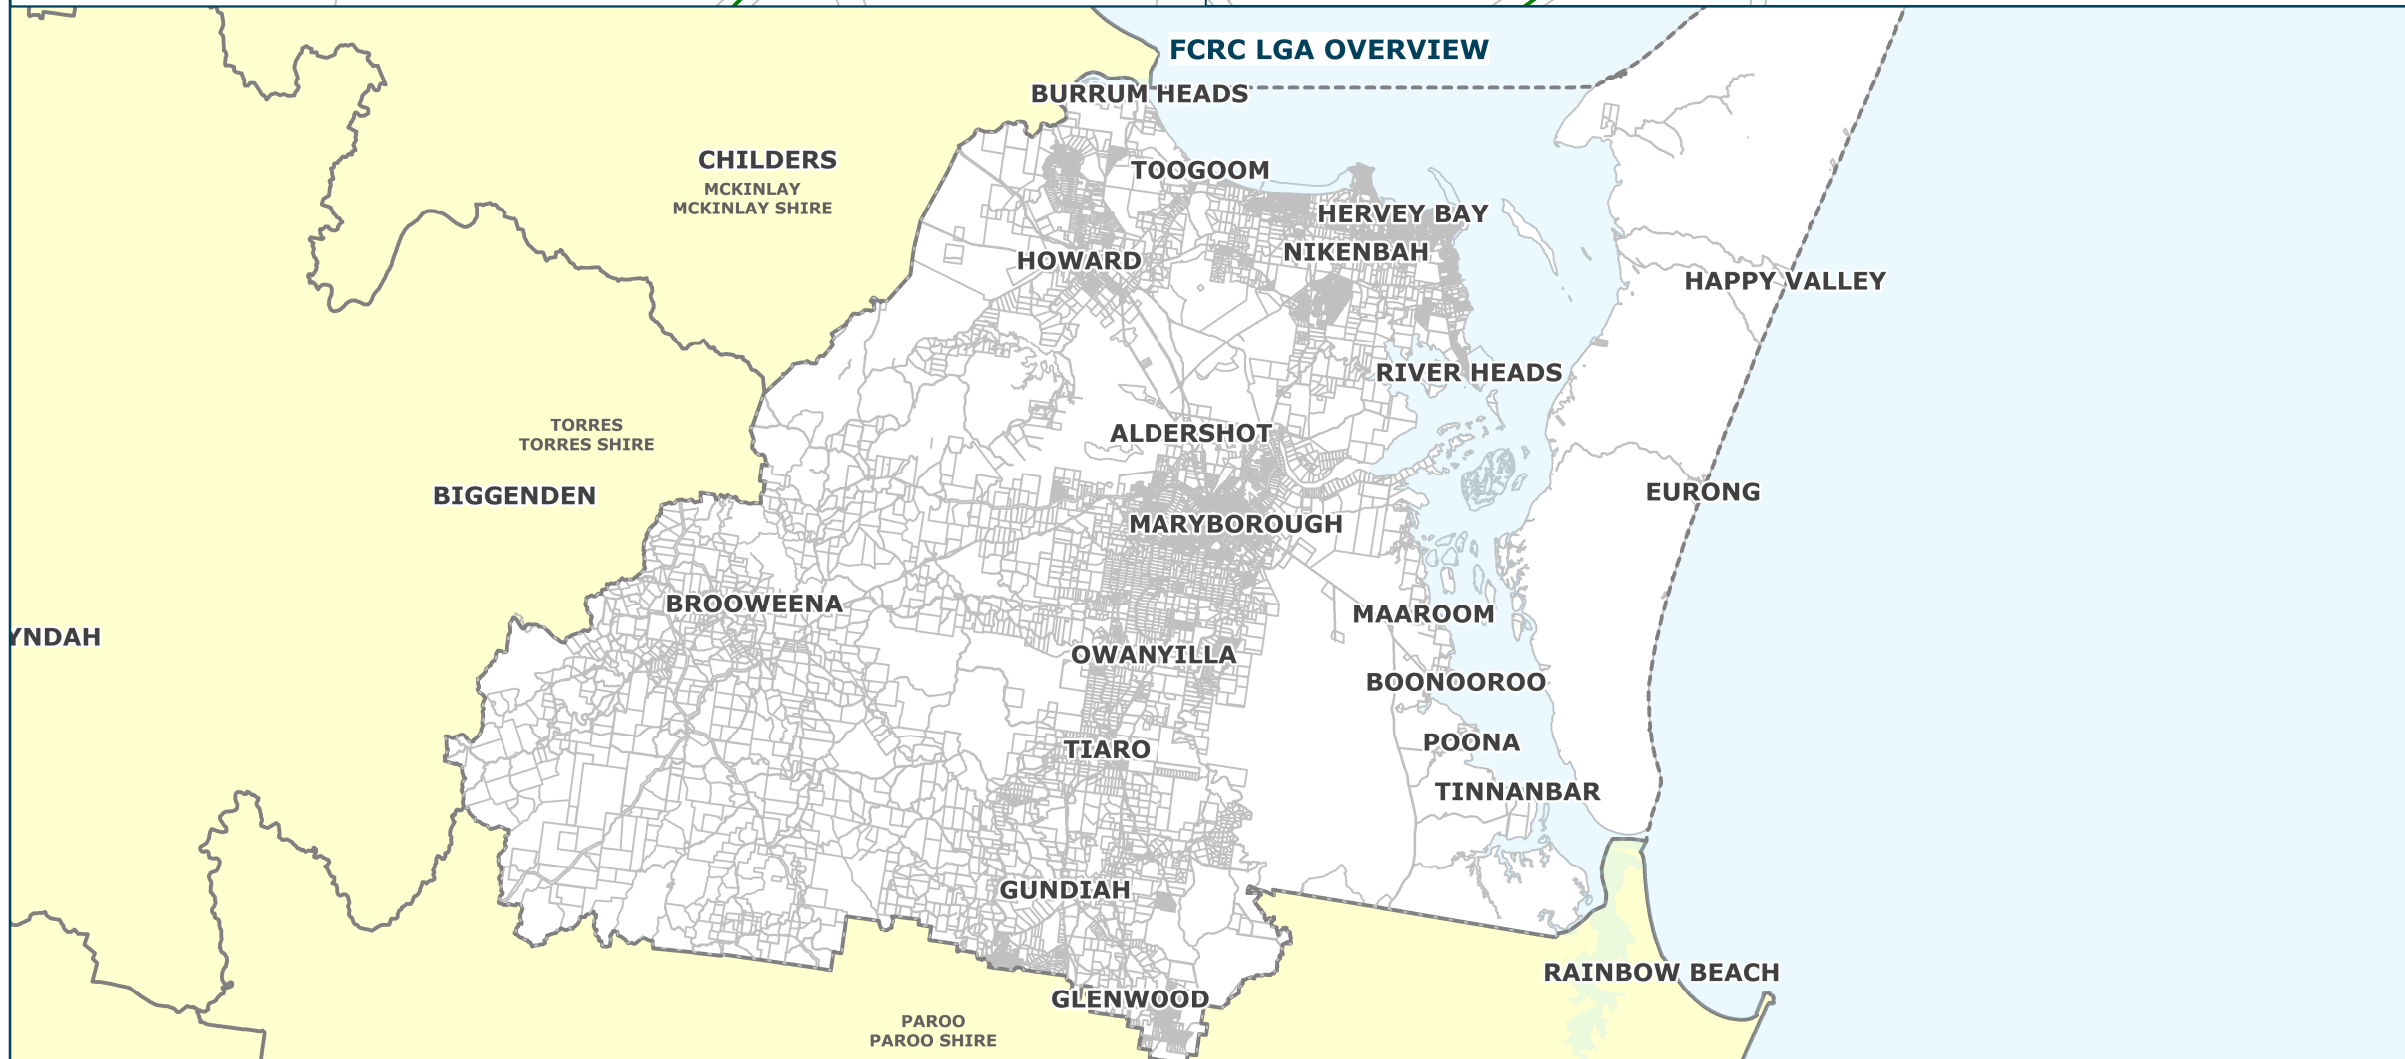 FCRC LGA OVERVIEW
BURRUM HEADS
CHILDERS
MCKINLAY
MCKINLAY SHIRE
TOOGOOM
HERVEY BAY
NIKENBAH
HOWARD
HAPPY VALLEY
RIVER HEADS
TORRES
TORRES SHIRE
ALDERSHOT
BIGGENDEN
EURONG
MARYBOROUGH
BROOWEENA
MAAROOM
YNDAH
OWANYILLA
BOONOOROO
POONA
TIARO
TINNANBAR
GUNDIAH
RAINBOW BEACH
GLENWOOD
PAROO
PAROO SHIRE